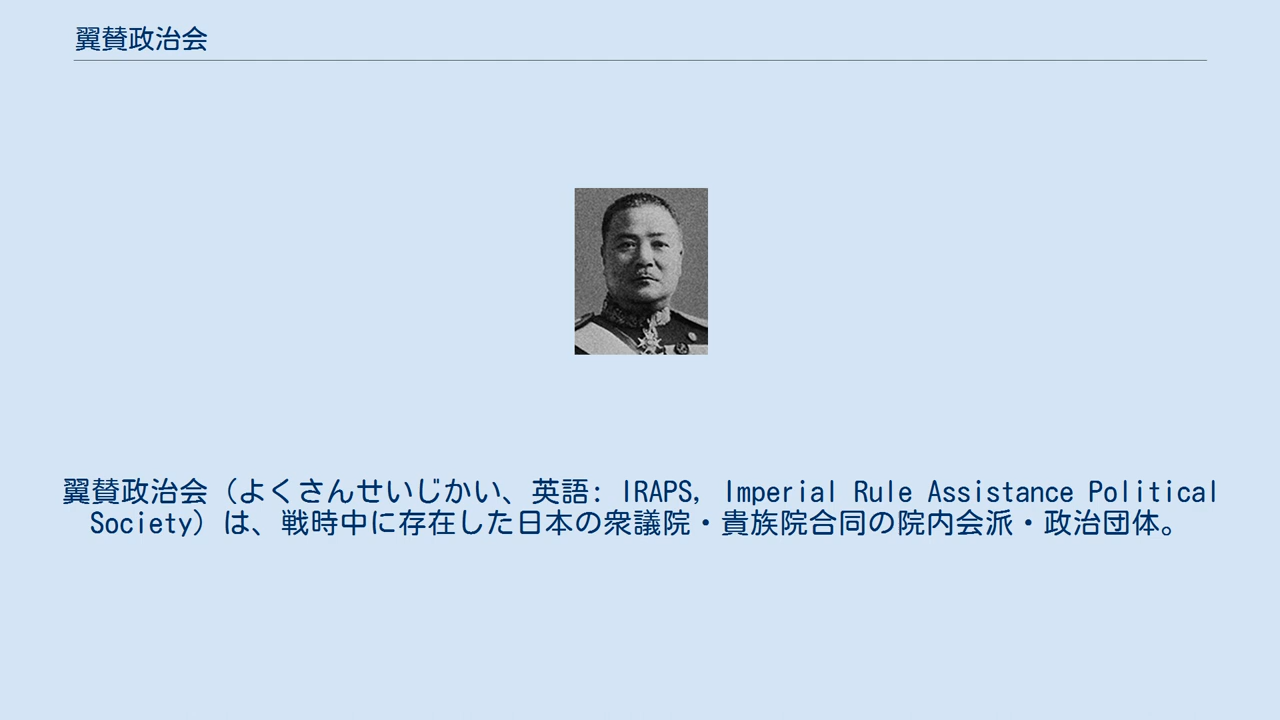 翼賛政治会
翼賛政治会（よくさんせいじかい、英語: IRAPS, Imperial Rule Assistance Political
Society）は、戦時中に存在した日本の衆議院・貴族院合同の院内会派・政治団体。